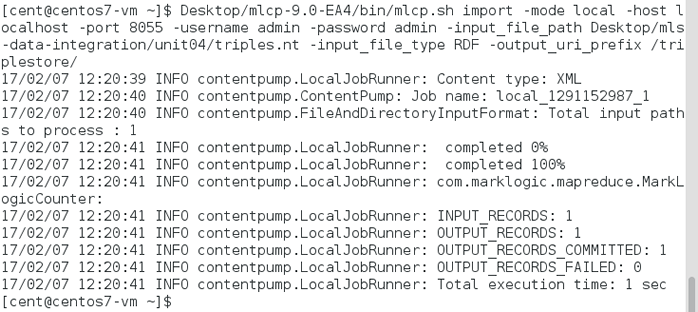 [cent@centos7-vm ~]$ Desktop/mlcp-9.0-EA4/bin/mlcp.sh import -mode local -host l
ocalhost -port 8055 -username admin -password admin -input_file_path Desktop/mls
-data-integration/unit04/triples.nt -input_file_type RDF -output_uri_prefix /tri
plestore/
17/02/07 12:20:39 INFO contentpump.LocalJobRunner: Content type: XML
17/02/07 12:20:40 INFO contentpump.ContentPump: Job name: local_1291152987_1
17/02/07 12:20:40 INFO contentpump.FileAndDirectoryInputFormat: Total input path
s to process : 1
17/02/07 12:20:41 INFO contentpump.LocalJobRunner:  completed 0%
17/02/07 12:20:41 INFO contentpump.LocalJobRunner:  completed 100%
17/02/07 12:20:41 INFO contentpump.LocalJobRunner: com.marklogic.mapreduce.MarkL
ogicCounter:
17/02/07 12:20:41 INFO contentpump.LocalJobRunner: INPUT_RECORDS: 1
17/02/07 12:20:41 INFO contentpump.LocalJobRunner: OUTPUT_RECORDS: 1
17/02/07 12:20:41 INFO contentpump.LocalJobRunner: OUTPUT_RECORDS_COMMITTED: 1
17/02/07 12:20:41 INFO contentpump.LocalJobRunner: OUTPUT_RECORDS_FAILED: 0
17/02/07 12:20:41 INFO contentpump.LocalJobRunner: Total execution time: 1 sec
[cent@centos7-vm ~]$